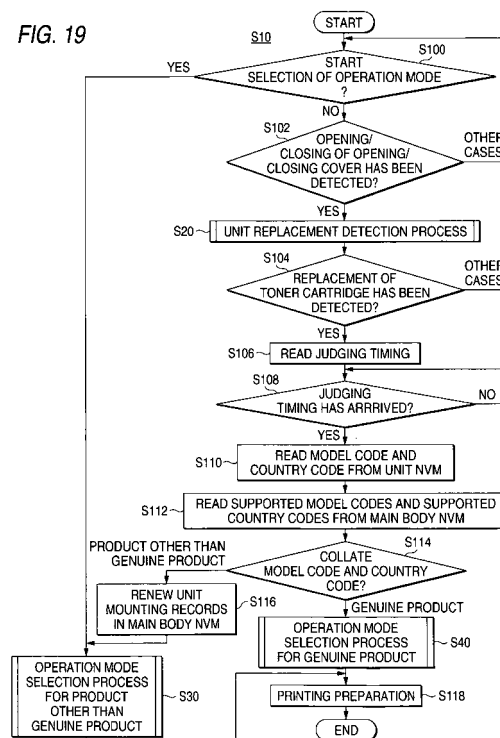 FIG. 19
START
S10
S100
START
SELECTION OF OPERATION MODE
?
YES
NO
S102
OPENING/
CLOSING OF OPENING/
CLOSING COVER HAS BEEN
DETECTED?
OTHER
CASES
YES
S20
UNIT REPLACEMENT DETECTION PROCESS
S104
REPLACEMENT OF
TONER CARTRIDGE HAS BEEN
DETECTED?
OTHER
CASES
YES
S106
READ JUDGING TIMING
S108
JUDGING
TIMING HAS ARRRIVED?
NO
YES
S110
READ MODEL CODE AND
COUNTRY CODE FROM UNIT NVM
S112
READ SUPPORTED MODEL CODES AND SUPPORTED
COUNTRY CODES FROM MAIN BODY NVM
S114
PRODUCT OTHER THAN
GENUINE PRODUCT
COLLATE
MODEL CODE AND COUNTRY
CODE?
RENEW UNIT
MOUNTING RECORDS
IN MAIN BODY NVM
S116
GENUINE PRODUCT
OPERATION MODE
SELECTION PROCESS
FOR GENUINE PRODUCT
S40
OPERATION MODE
SELECTION PROCESS
FOR PRODUCT
OTHER THAN
GENUINE PRODUCT
S30
PRINTING PREPARATION
S118
END